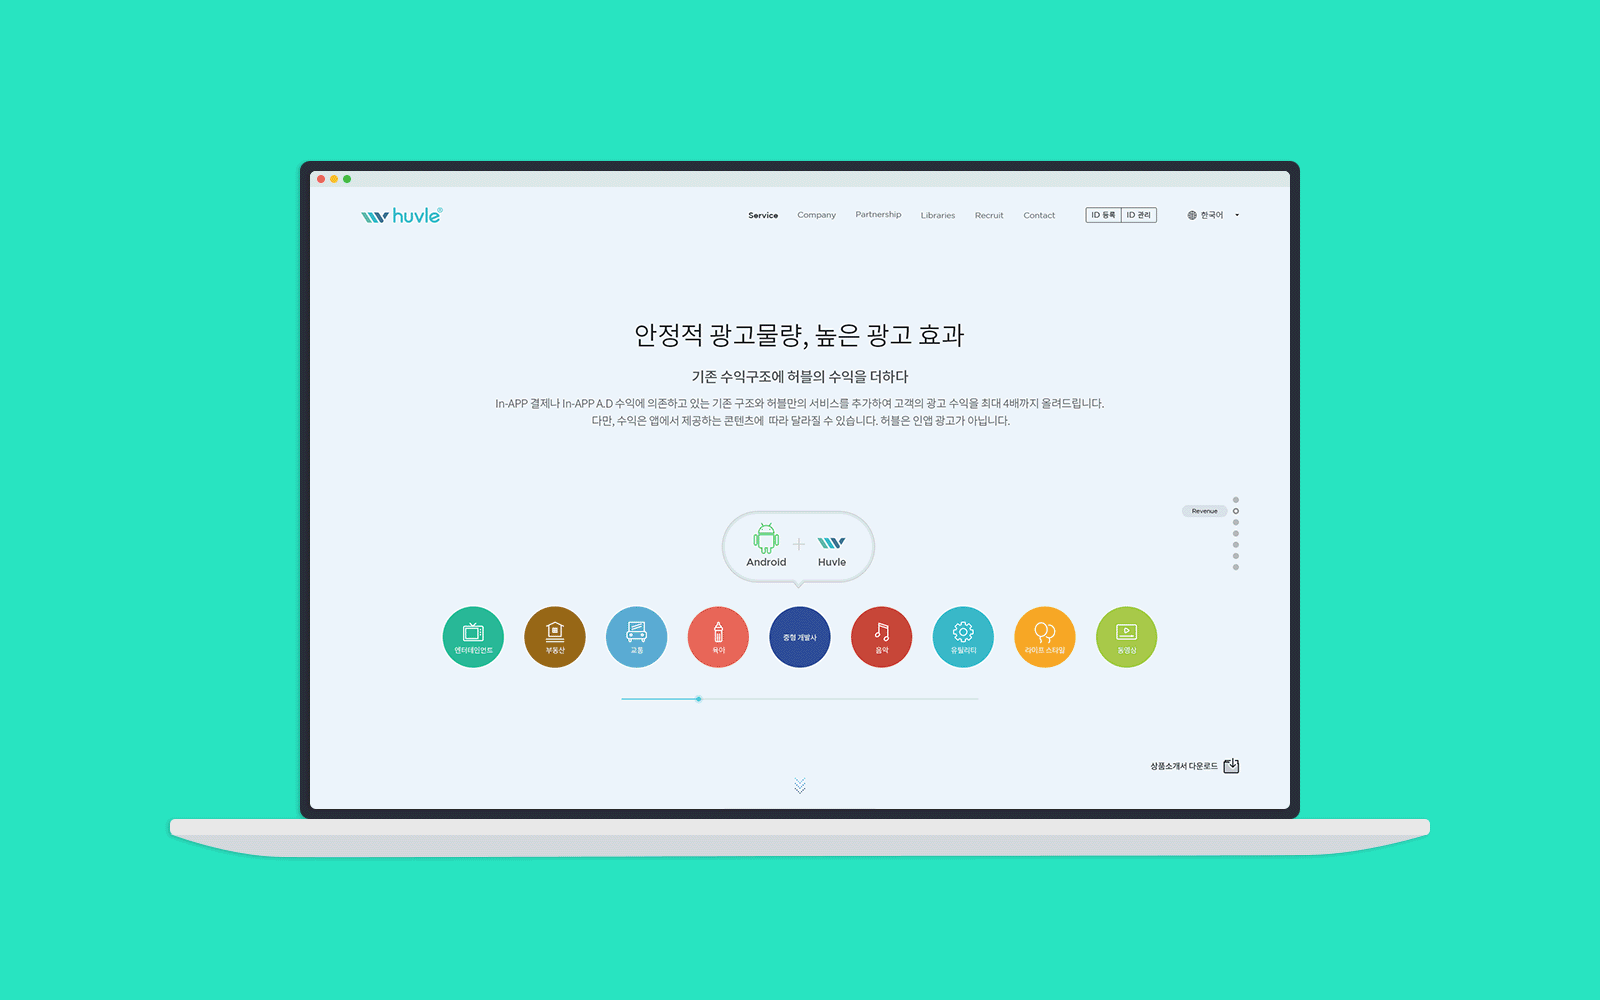 huvle®
Service Company Partnership Libraries Recruit Contact ID 등록 ID 관리 한국어
안정적 광고물량, 높은 광고 효과
기존 수익구조에 허블의 수익을 더하다
In-APP 결제나 In-APP A.D 수익에 의존하고 있는 기존 구조와 허블만의 서비스를 추가하여 고객의 광고 수익을 최대 4배까지 올려드립니다.
다만, 수익은 앱에서 제공하는 콘텐츠에 따라 달라질 수 있습니다. 허블은 인앱 광고가 아닙니다.
Revenue
Android + Huvle
엔터테인먼트 부동산 교통 육아 중형 개발사 음악 유틸리티 라이프 스타일 동영상
상품소개서 다운로드